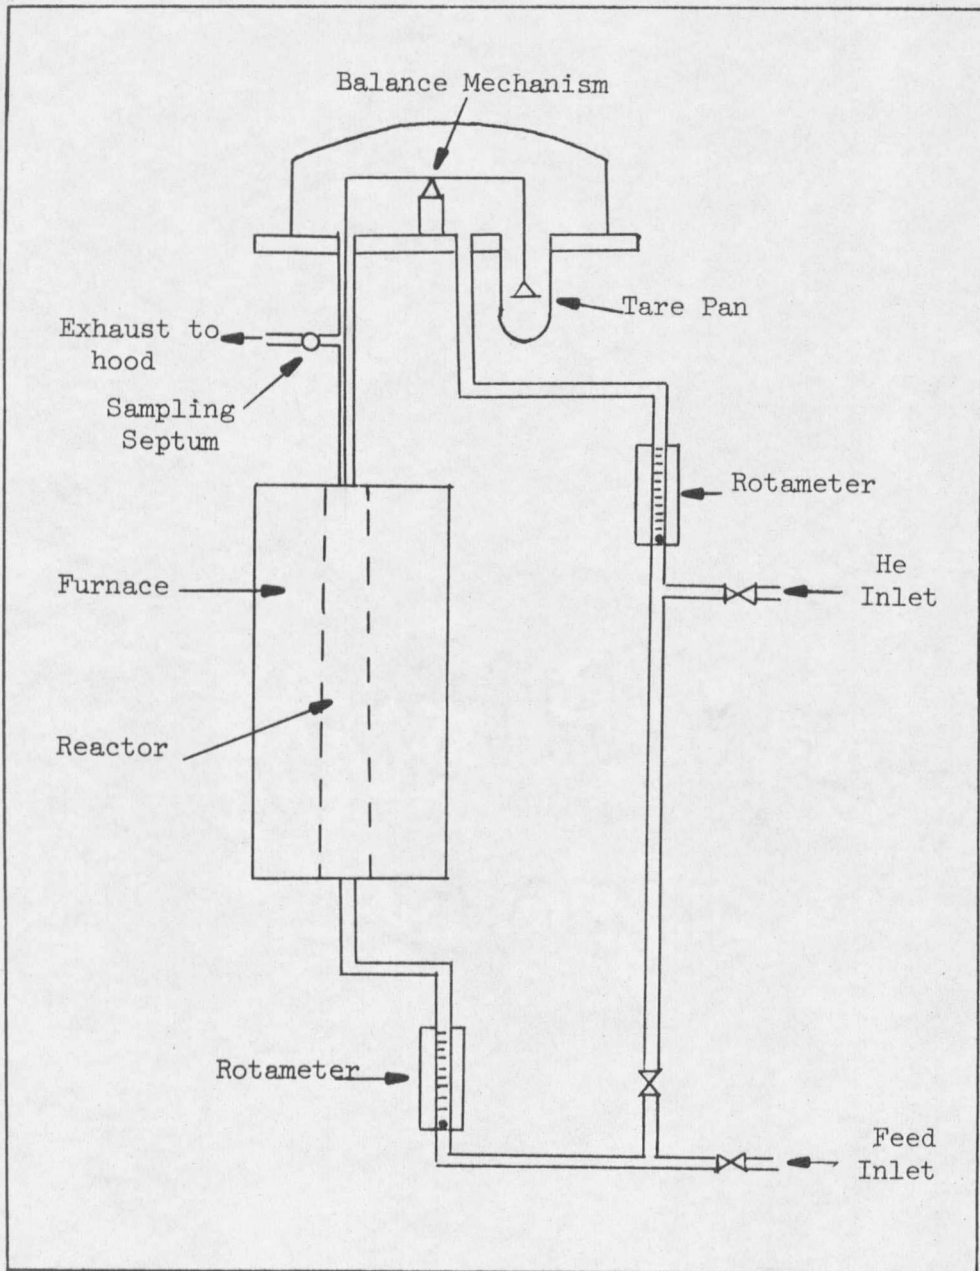 Balance Mechanism
Tare Pan
Exhaust to
hood
Sampling
Septum
Rotameter
He
Inlet
Furnace
Reactor
Rotameter
Feed
Inlet